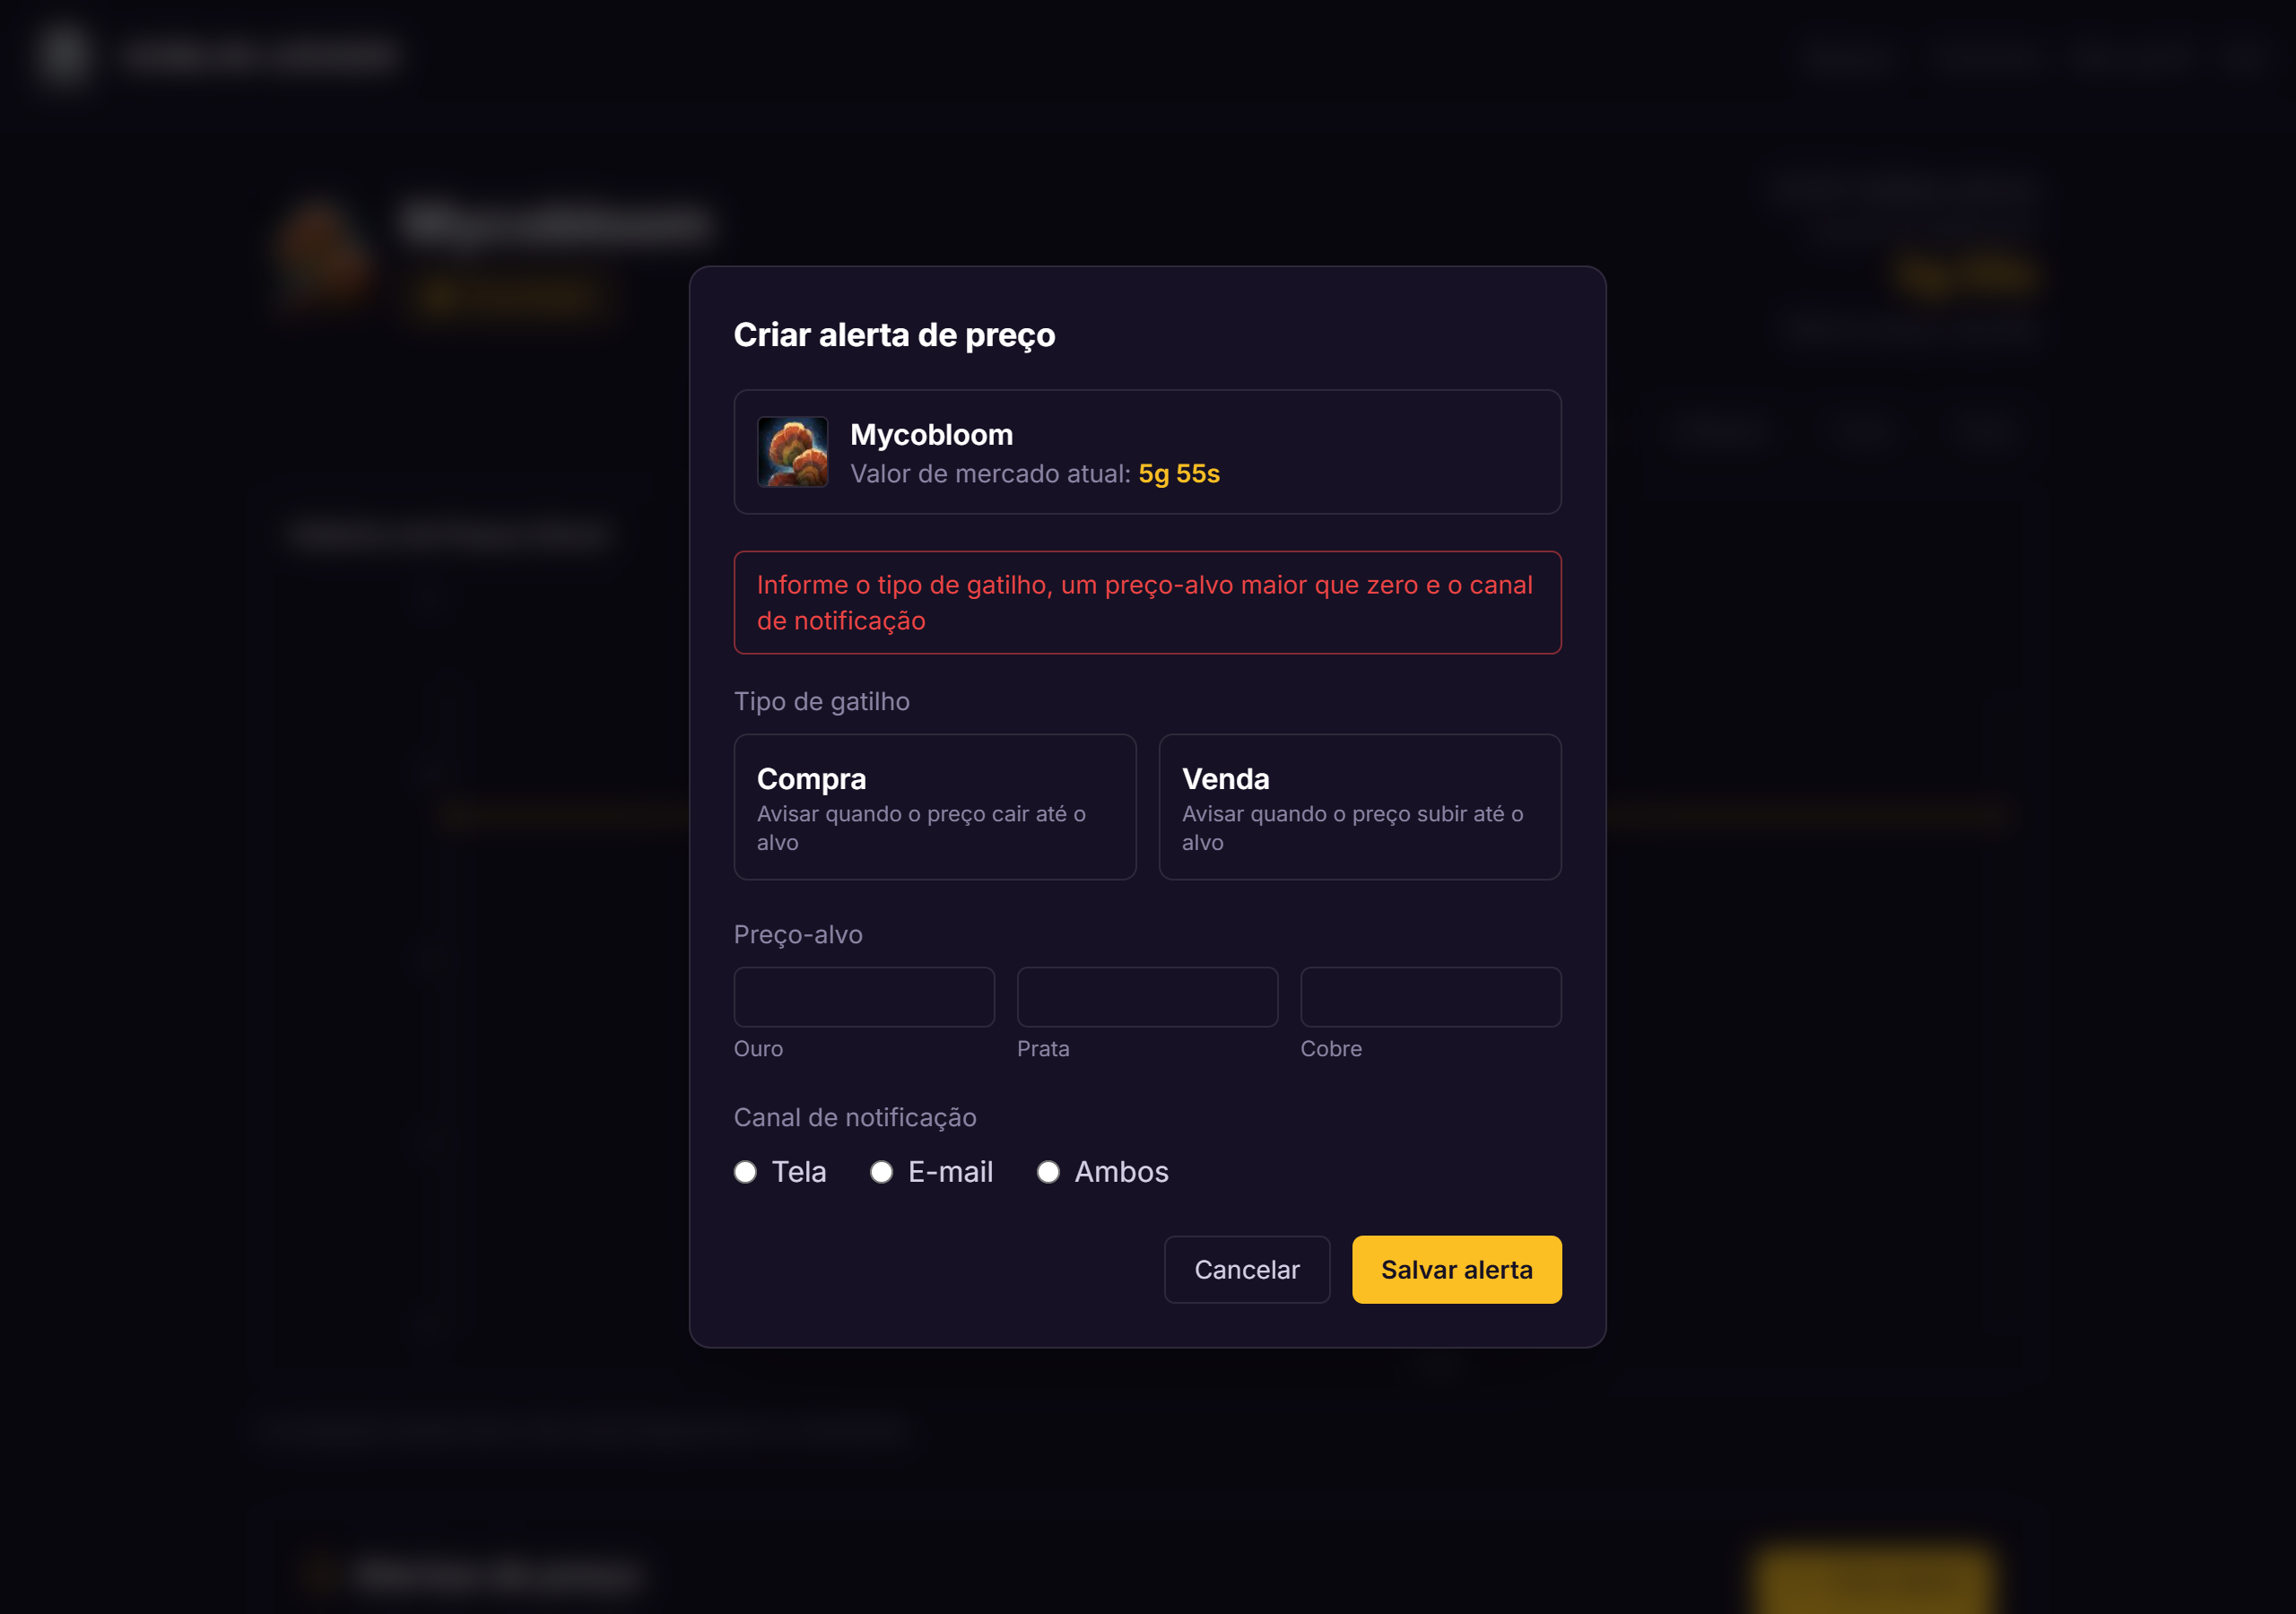 Mycobloom
Criar alerta de preço
Mycobloom
Valor de mercado atual: 5g 55s
Informe o tipo de gatilho, um preço-alvo maior que zero e o canal
de notificação
Tipo de gatilho
Compra
Avisar quando o preço cair até o
alvo
Venda
Avisar quando o preço subir até o
alvo
Preço-alvo
Ouro
Prata
Cobre
Canal de notificação
Tela
E-mail
Ambos
Cancelar
Salvar alerta